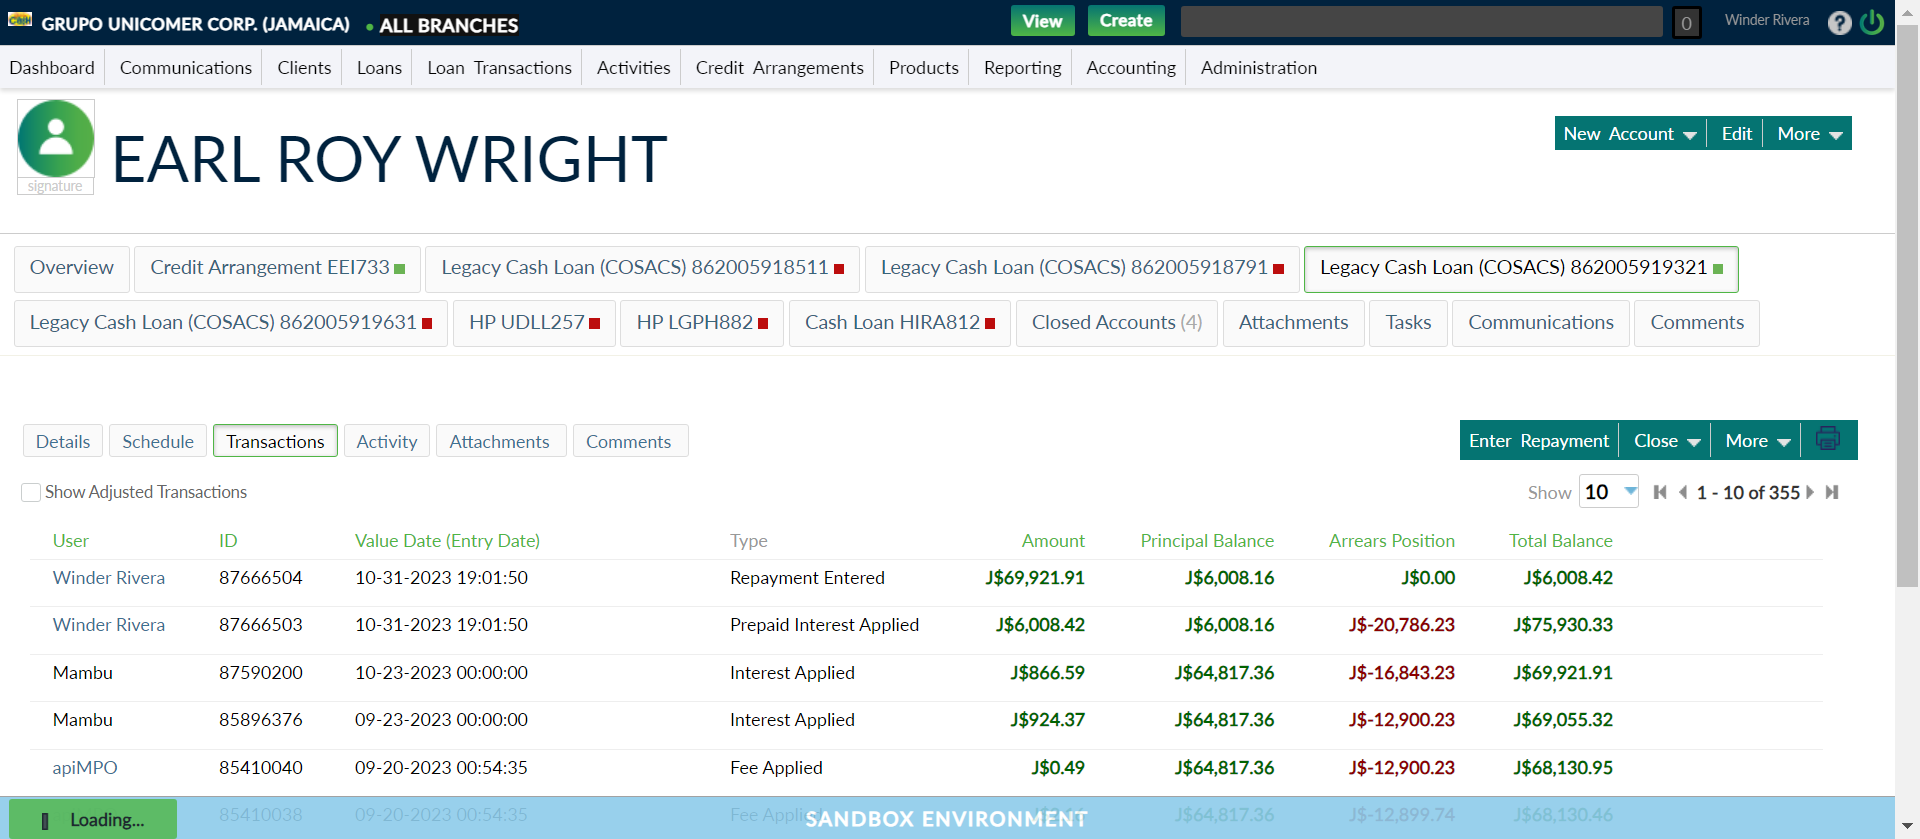 GRUPO UNICOMER CORP. (JAMAICA) • ALL BRANCHES View Create 0 Winder Rivera ?
Dashboard Communications Clients Loans Loan Transactions Activities Credit Arrangements Products Reporting Accounting Administration
signature
EARL ROY WRIGHT
New Account Edit More
Overview Credit Arrangement EEI733 Legacy Cash Loan (COSACS) 862005918511 Legacy Cash Loan (COSACS) 862005918791 Legacy Cash Loan (COSACS) 862005919321
Legacy Cash Loan (COSACS) 862005919631 HP UDLL257 HP LGPH882 Cash Loan HIRA812 Closed Accounts (4) Attachments Tasks Communications Comments
Details Schedule Transactions Activity Attachments Comments Enter Repayment Close More
Show Adjusted Transactions Show 10 1 - 10 of 355
User ID Value Date (Entry Date) Type Amount Principal Balance Arrears Position Total Balance
Winder Rivera 87666504 10-31-2023 19:01:50 Repayment Entered J$69,921.91 J$6,008.16 J$0.00 J$6,008.42
Winder Rivera 87666503 10-31-2023 19:01:50 Prepaid Interest Applied J$6,008.42 J$6,008.16 J$-20,786.23 J$75,930.33
Mambu 87590200 10-23-2023 00:00:00 Interest Applied J$866.59 J$64,817.36 J$-16,843.23 J$69,921.91
Mambu 85896376 09-23-2023 00:00:00 Interest Applied J$924.37 J$64,817.36 J$-12,900.23 J$69,055.32
apiMPO 85410040 09-20-2023 00:54:35 Fee Applied J$0.49 J$64,817.36 J$-12,900.23 J$68,130.95
85410038 09-20-2023 00:54:35 Fee Applied J$64,817.36 J$-12,899.74 J$68,130.46
Loading... SANDBOX ENVIRONMENT